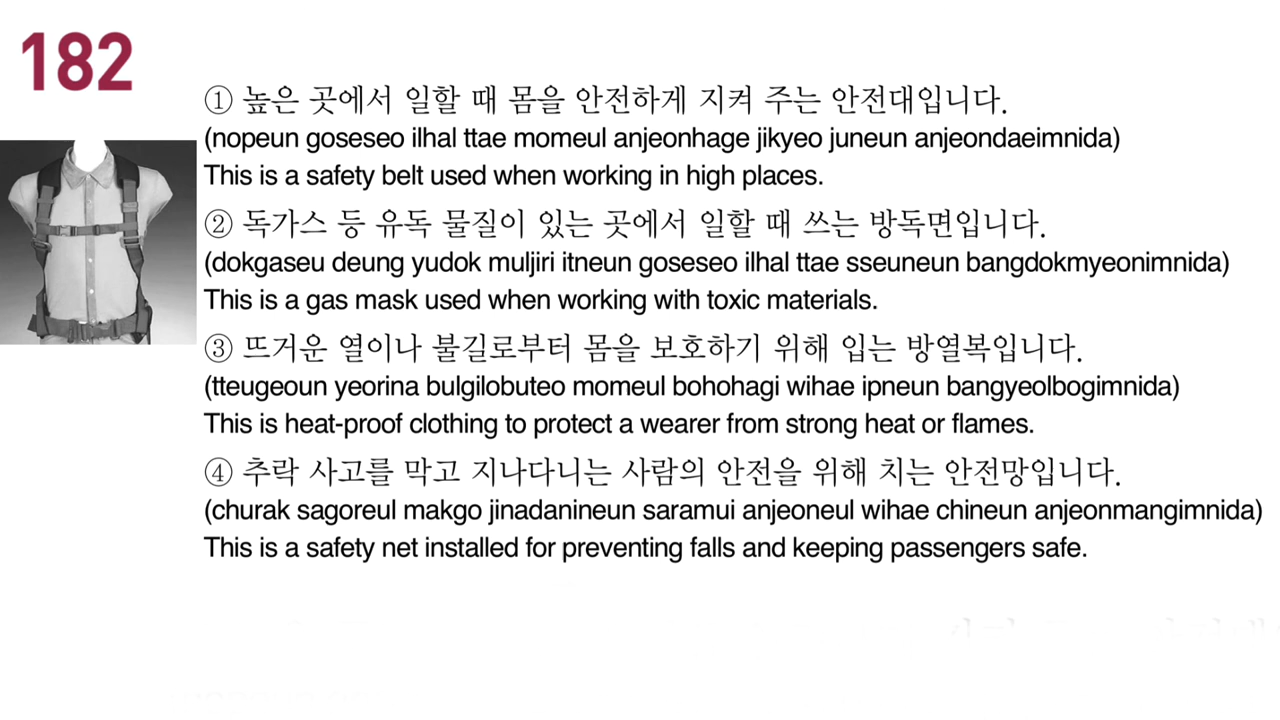 182
① 높은 곳에서 일할 때 몸을 안전하게 지켜 주는 안전대입니다.
(nopeun goseseo ilhal ttae momeul anjeonhage jikyeo juneun anjeondaeimnida)
This is a safety belt used when working in high places.
② 독가스 등 유독 물질이 있는 곳에서 일할 때 쓰는 방독면입니다.
(dokgaseu deung yudok muljiri itneun goseseo ilhal ttae sseuneun bangdokmyeonimnida)
This is a gas mask used when working with toxic materials.
③ 뜨거운 열이나 불길로부터 몸을 보호하기 위해 입는 방열복입니다.
(tteugeoun yeorina bulgilobuteo momeul bohohagi wihae ipneun bangyeolbogimnida)
This is heat-proof clothing to protect a wearer from strong heat or flames.
④ 추락 사고를 막고 지나다니는 사람의 안전을 위해 치는 안전망입니다.
(churak sagoreul makgo jinadanineun saramui anjeoneul wihae chineun anjeonmangimnida)
This is a safety net installed for preventing falls and keeping passengers safe.